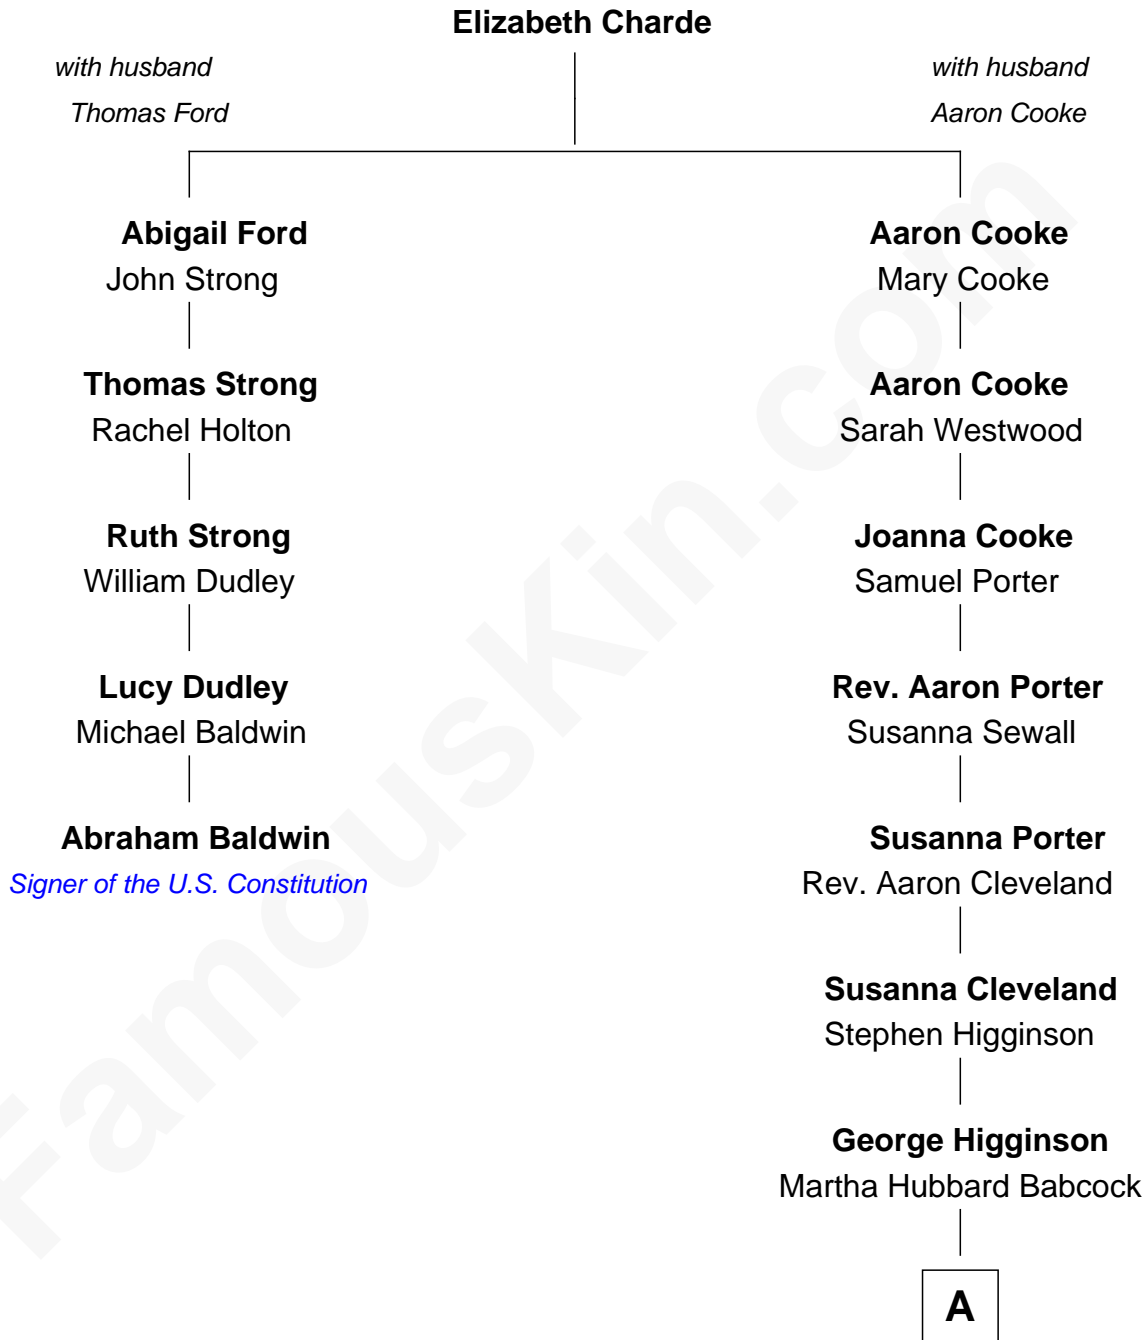 Elizabeth Charde
with husband
Thomas Ford
with husband
Aaron Cooke
Abigail Ford
John Strong
Thomas Strong
Rachel Holton
Ruth Strong
William Dudley
Lucy Dudley
Michael Baldwin
Abraham Baldwin
Signer of the U.S. Constitution
Aaron Cooke
Mary Cooke
Aaron Cooke
Sarah Westwood
Joanna Cooke
Samuel Porter
Rev. Aaron Porter
Susanna Sewall
Susanna Porter
Rev. Aaron Cleveland
Susanna Cleveland
Stephen Higginson
George Higginson
Martha Hubbard Babcock
A
FamousKin.com